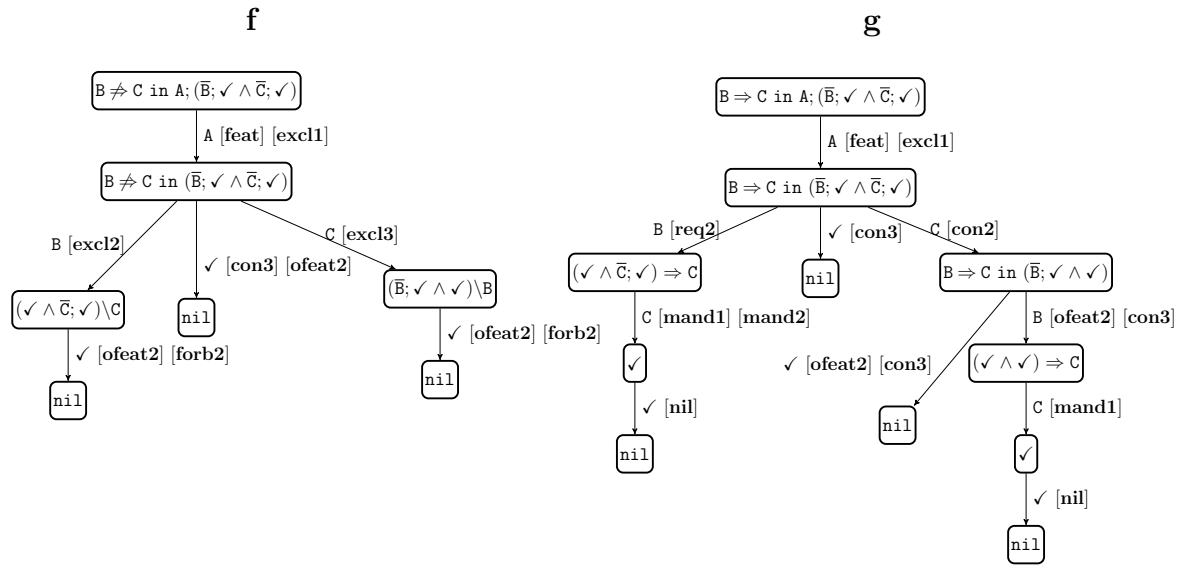 f
B ⇏ C in A;(B̅;✓ ∧ C̅;✓)
A [feat] [excl1]
B ⇏ C in (B̅;✓ ∧ C̅;✓)
B [excl2]
✓ [con3] [ofeat2]
C [excl3]
(✓ ∧ C̅;✓)\C
nil
(B̅;✓ ∧ ✓)\B
✓ [ofeat2] [forb2]
✓ [ofeat2] [forb2]
nil
nil
g
B ⇒ C in A;(B̅;✓ ∧ C̅;✓)
A [feat] [excl1]
B ⇒ C in (B̅;✓ ∧ C̅;✓)
B [req2]
✓ [con3]
C [con2]
(✓ ∧ C̅;✓) ⇒ C
nil
B ⇒ C in (B̅;✓ ∧ ✓)
C [mand1] [mand2]
B [ofeat2] [con3]
✓
✓ [ofeat2] [con3]
(✓ ∧ ✓) ⇒ C
✓ [nil]
nil
C [mand1]
nil
✓
✓ [nil]
nil